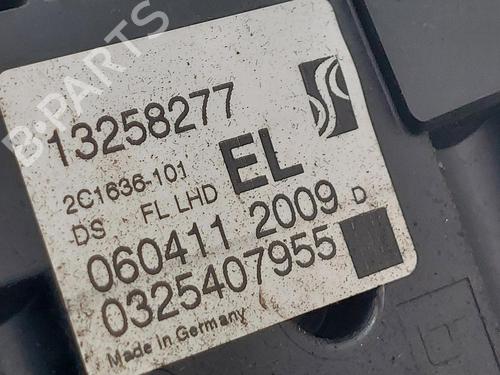 B-PARTS
13258277
2C1636-101
EL
DS FL LHD
060411 2009 D
0325407955
Made in Germany